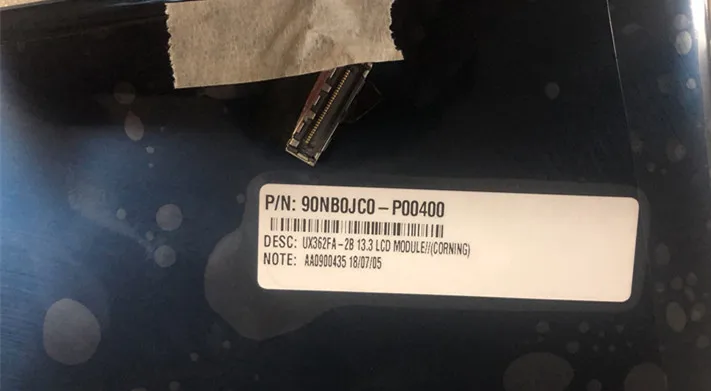 P/N: 90NB0JC0-P00400
DESC: UX362FA-2B 13.3 LCD MODULE//(CORNING)
NOTE: AA0900435 18/07/05